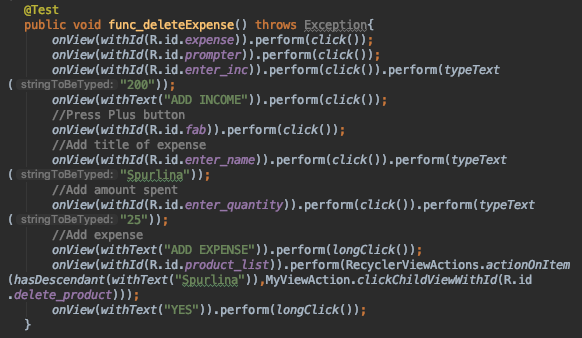 @Test
public void func_deleteExpense() throws Exception{
onView(withId(R.id.expense)).perform(click());
onView(withId(R.id.prompter)).perform(click());
onView(withId(R.id.enter_inc)).perform(click()).perform(typeText
( stringToBeTyped: "200"));
onView(withText("ADD INCOME")).perform(click());
//Press Plus button
onView(withId(R.id.fab)).perform(click());
//Add title of expense
onView(withId(R.id.enter_name)).perform(click()).perform(typeText
( stringToBeTyped: "Spurlina"));
//Add amount spent
onView(withId(R.id.enter_quantity)).perform(click()).perform(typeText
( stringToBeTyped: "25"));
//Add expense
onView(withText("ADD EXPENSE")).perform(longClick());
onView(withId(R.id.product_list)).perform(RecyclerViewActions.actionOnItem
(hasDescendant(withText("Spurlina")),MyViewAction.clickChildViewWithId(R.id
.delete_product)));
onView(withText("YES")).perform(longClick());
}